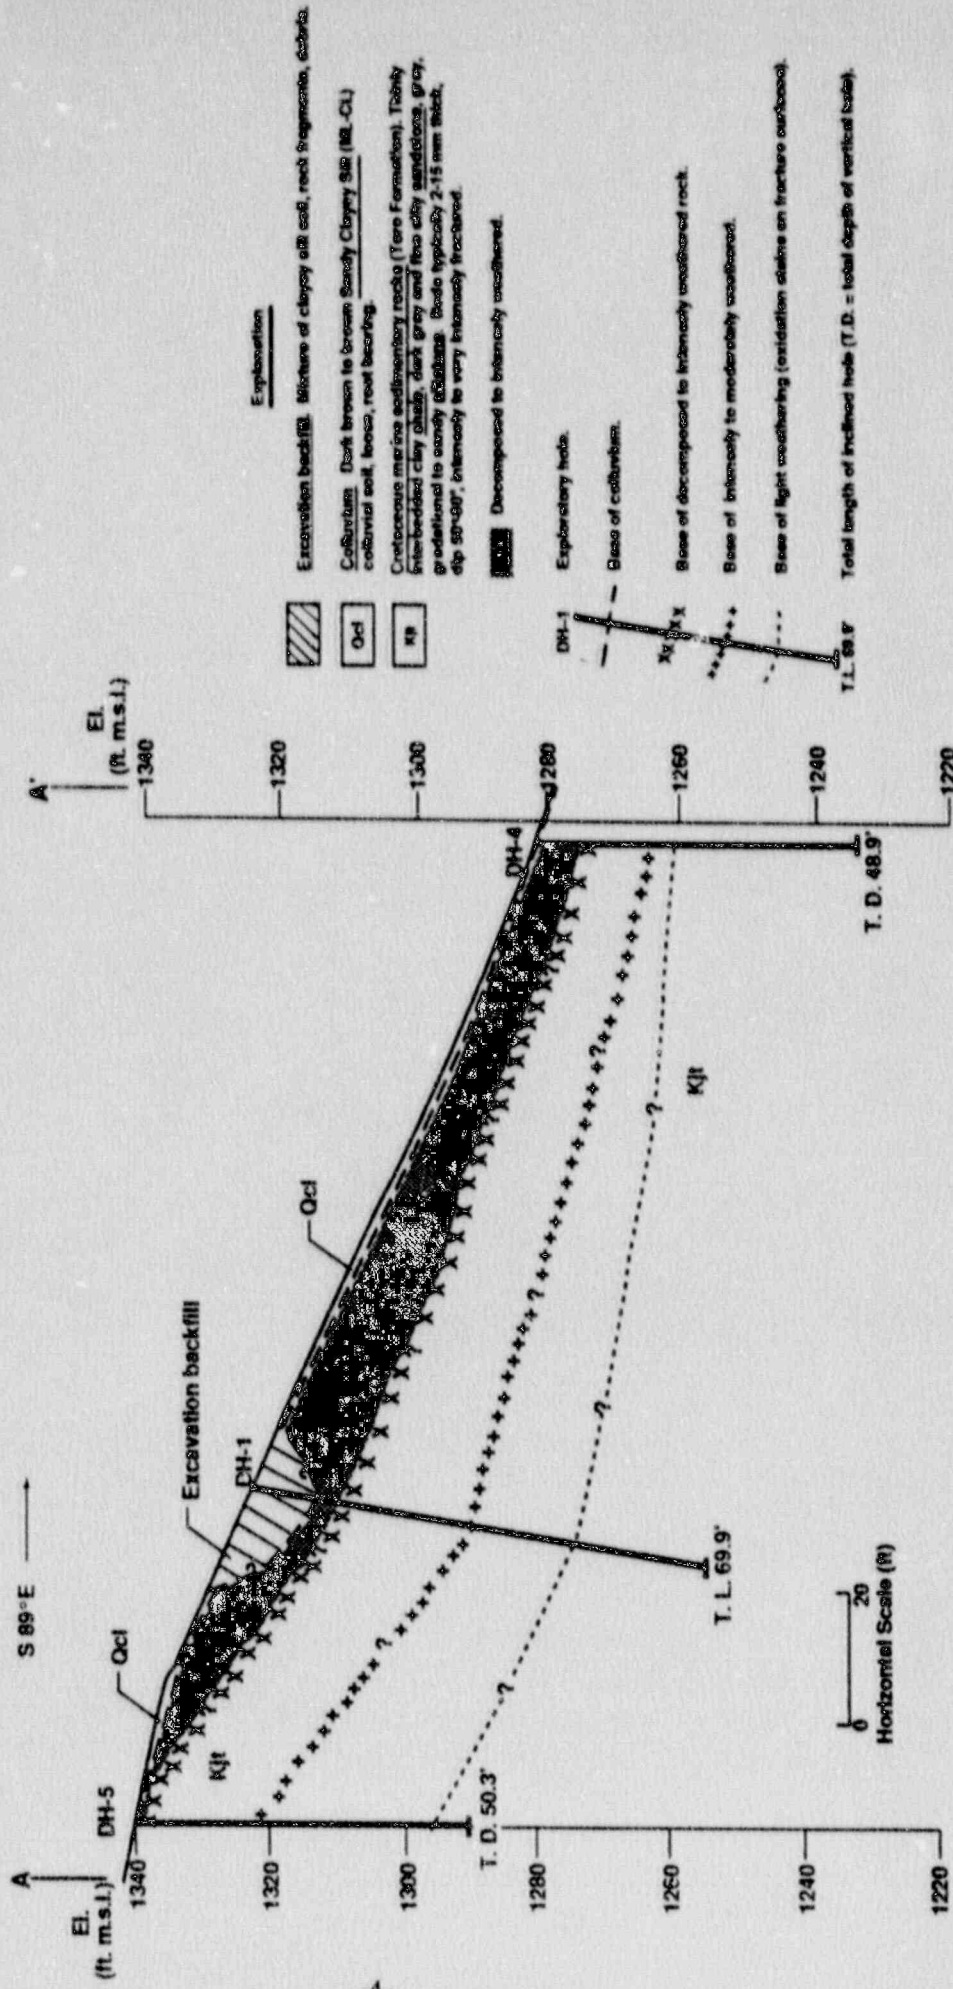 S 89° E
A
El.
(ft. m.s.l.)
1340
1320
1300
1280
1260
1240
1220
DH-5
T. D. 50.3'
Qcl
Kjt
Excavation backfill
DH-1
T. L. 69.9'
Qcl
Kjt
DH-4
T. D. 48.9'
0 20
Horizontal Scale (ft)
A'
El.
(ft. m.s.l.)
1340
1320
1300
1280
1260
1240
1220
Explanation
Excavation backfill. Mixture of clayey silt soil, rock fragments, debris.
Qcl
Colluvium. Dark brown to brown Sandy Clayey Silt (ML-CL)
colluvial soil, loose, root bearing.
Cretaceous marine sedimentary rocks (Toro Formation). Thinly
interbedded clay shale, dark gray and fine silty sandstone, gray,
gradational to sandy siltstone. Beds typically 2-15 mm thick,
dip 50°-90°, intensely to very intensely fractured.
Decomposed to intensely weathered.
DH-1
Exploratory hole.
Base of colluvium.
Base of decomposed to intensely weathered rock.
Base of intensely to moderately weathered.
Base of light weathering (oxidation stains on fracture surfaces).
T.L. 69.9'
Total length of inclined hole (T.D. = total depth of vertical hole).